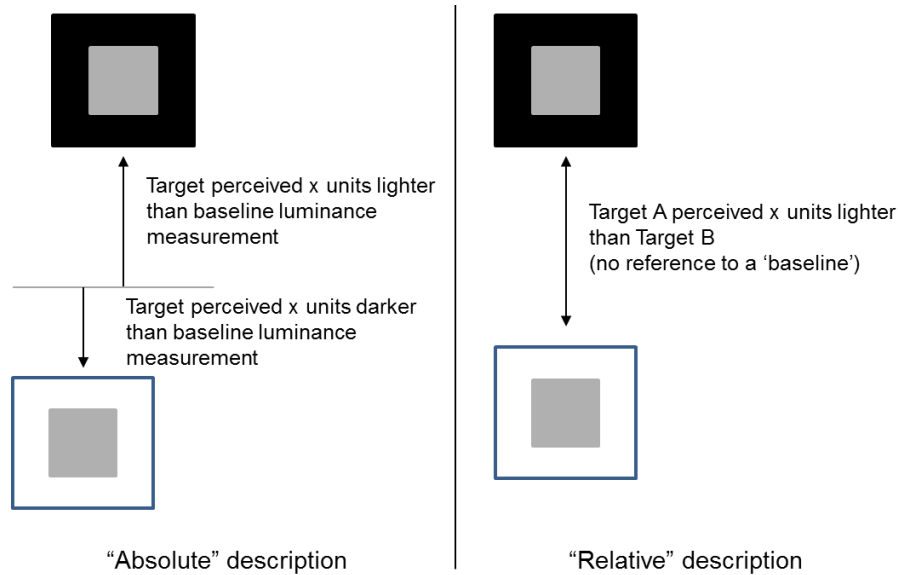 Target perceived x units lighter
than baseline luminance
measurement
Target perceived x units darker
than baseline luminance
measurement
“Absolute” description
Target A perceived x units lighter
than Target B
(no reference to a ‘baseline’)
“Relative” description